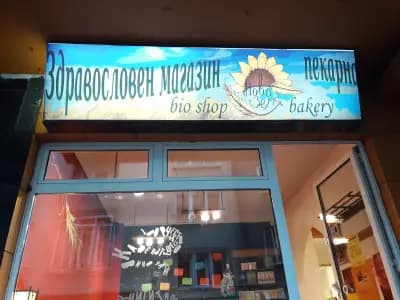 Здравословен магазин
пекарна
bio shop
bakery